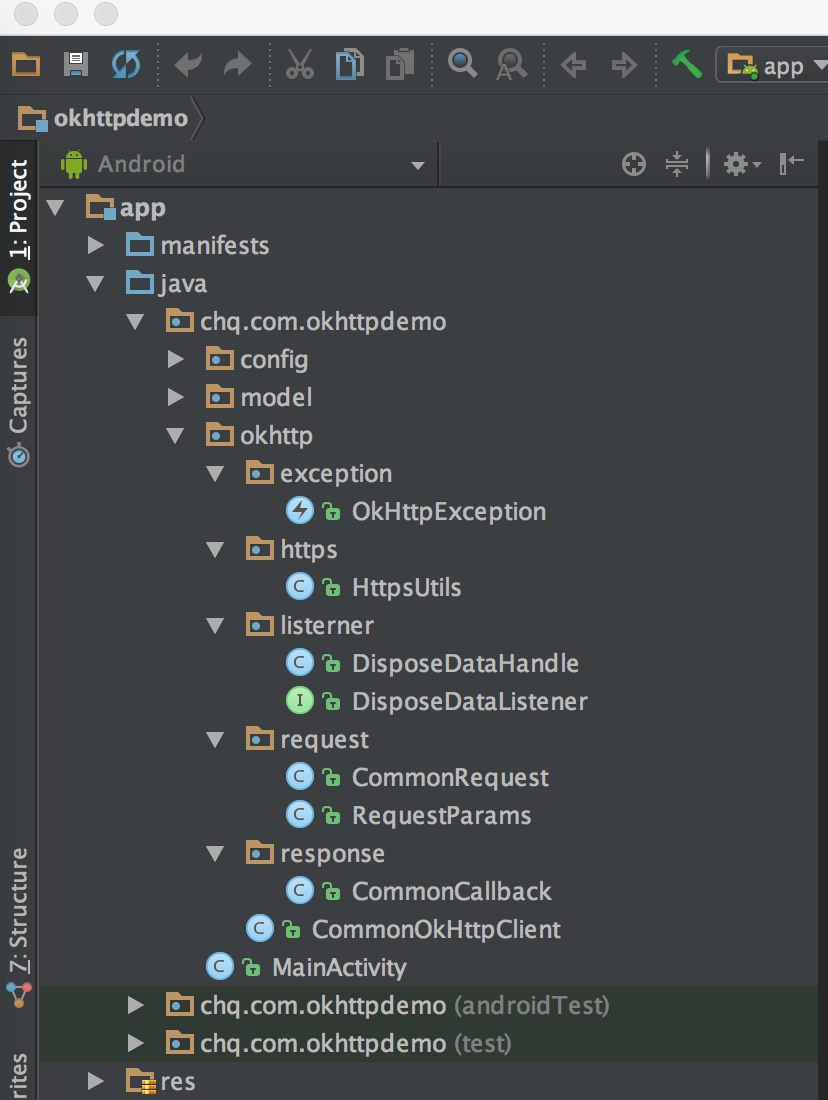 app
okhttpdemo
1: Project
Android
app
manifests
java
chq.com.okhttpdemo
Captures
config
model
okhttp
exception
OkHttpException
https
HttpsUtils
listerner
DisposeDataHandle
DisposeDataListener
request
CommonRequest
RequestParams
response
CommonCallback
7: Structure
CommonOkHttpClient
MainActivity
chq.com.okhttpdemo (androidTest)
chq.com.okhttpdemo (test)
rites
res